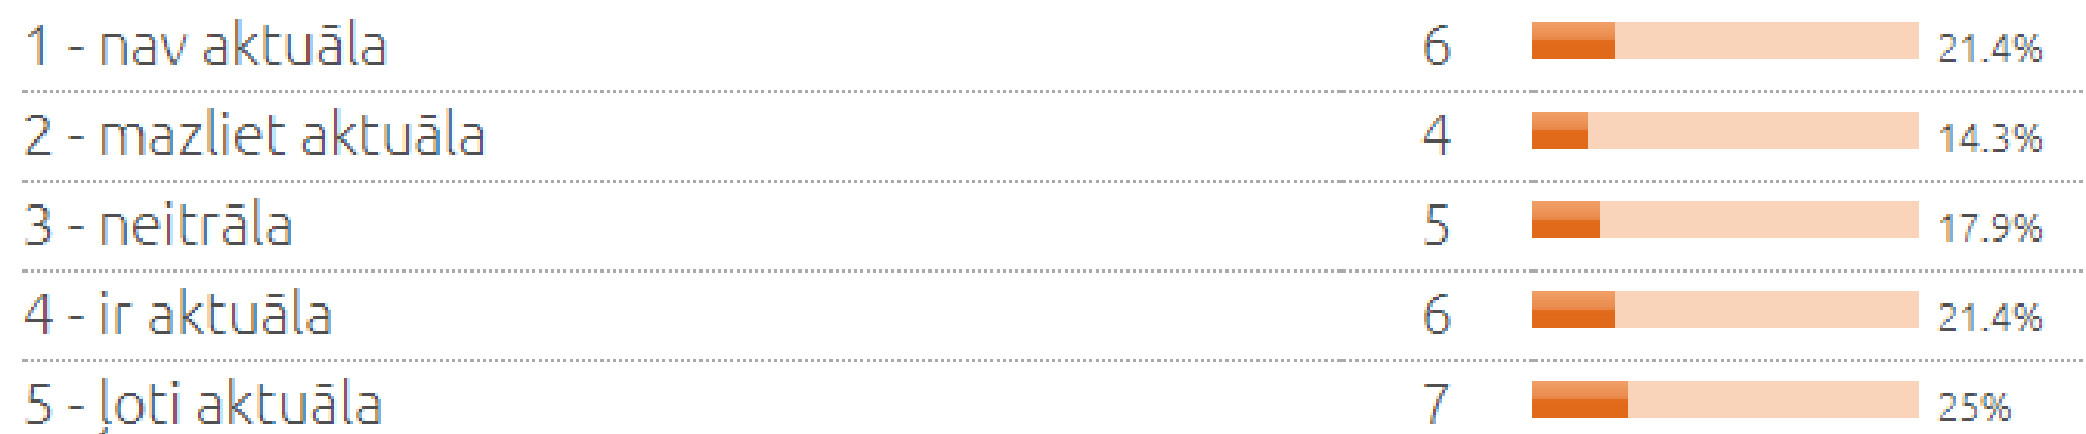 1 - nav aktuāla 6 21.4%
2 - mazliet aktuāla 4 14.3%
3 - neitrāla 5 17.9%
4 - ir aktuāla 6 21.4%
5 - ļoti aktuāla 7 25%